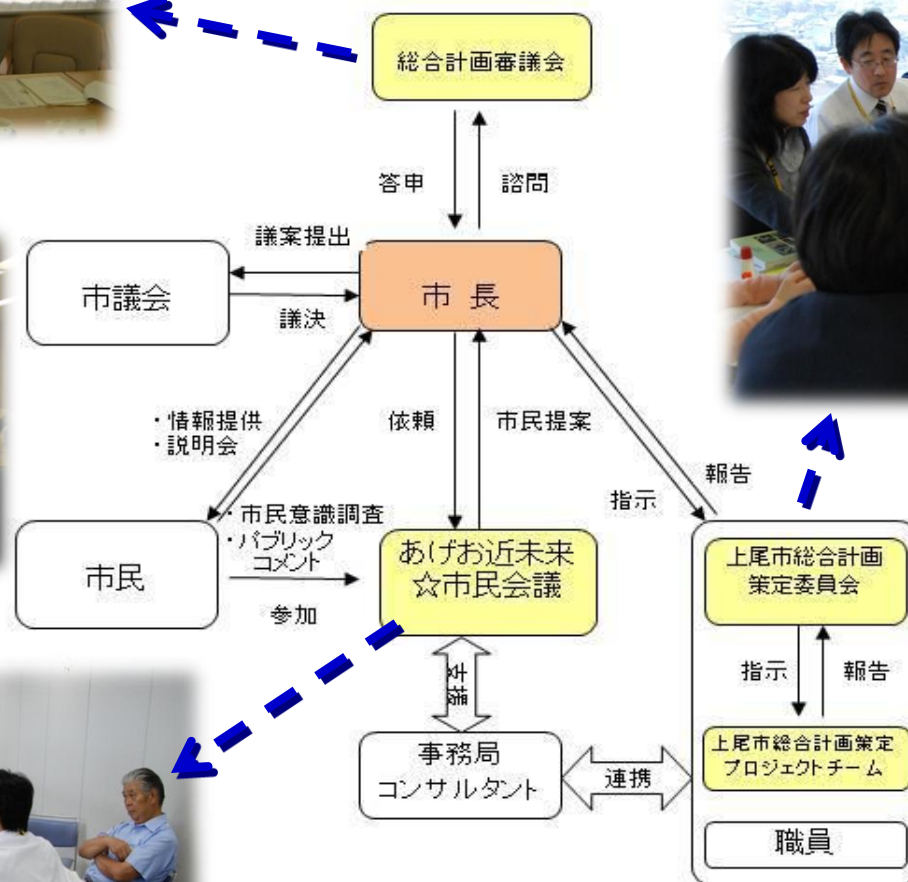 総合計画審議会
答申
諮問
議案提出
市議会
市 長
議決
・情報提供
・説明会
依頼
市民提案
報告
指示
・市民意識調査
・パブリック
コメント
市民
参加
あげお近未来
☆市民会議
上尾市総合計画
策定委員会
指示
報告
支援
事務局
コンサルタント
連携
上尾市総合計画策定
プロジェクトチーム
職員